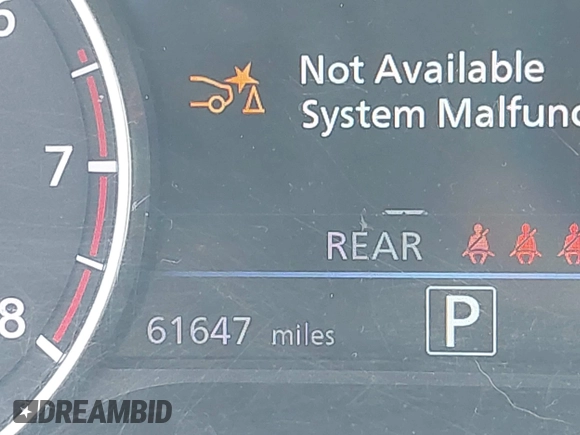 6
Not Available
System Malfunc
7
REAR
8
61647 miles
P
DREAMBID